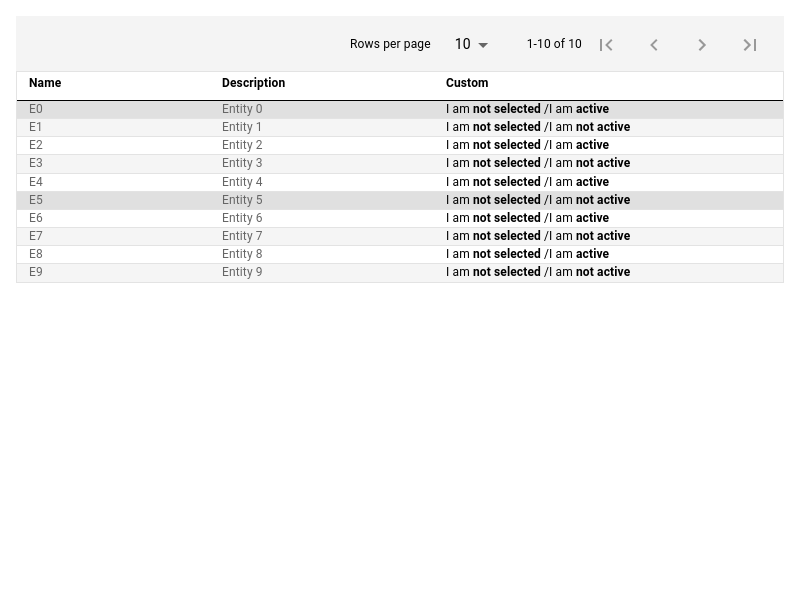 Rows per page 10 1-10 of 10
Name Description Custom
E0 Entity 0 I am not selected /I am active
E1 Entity 1 I am not selected /I am not active
E2 Entity 2 I am not selected /I am active
E3 Entity 3 I am not selected /I am not active
E4 Entity 4 I am not selected /I am active
E5 Entity 5 I am not selected /I am not active
E6 Entity 6 I am not selected /I am active
E7 Entity 7 I am not selected /I am not active
E8 Entity 8 I am not selected /I am active
E9 Entity 9 I am not selected /I am not active